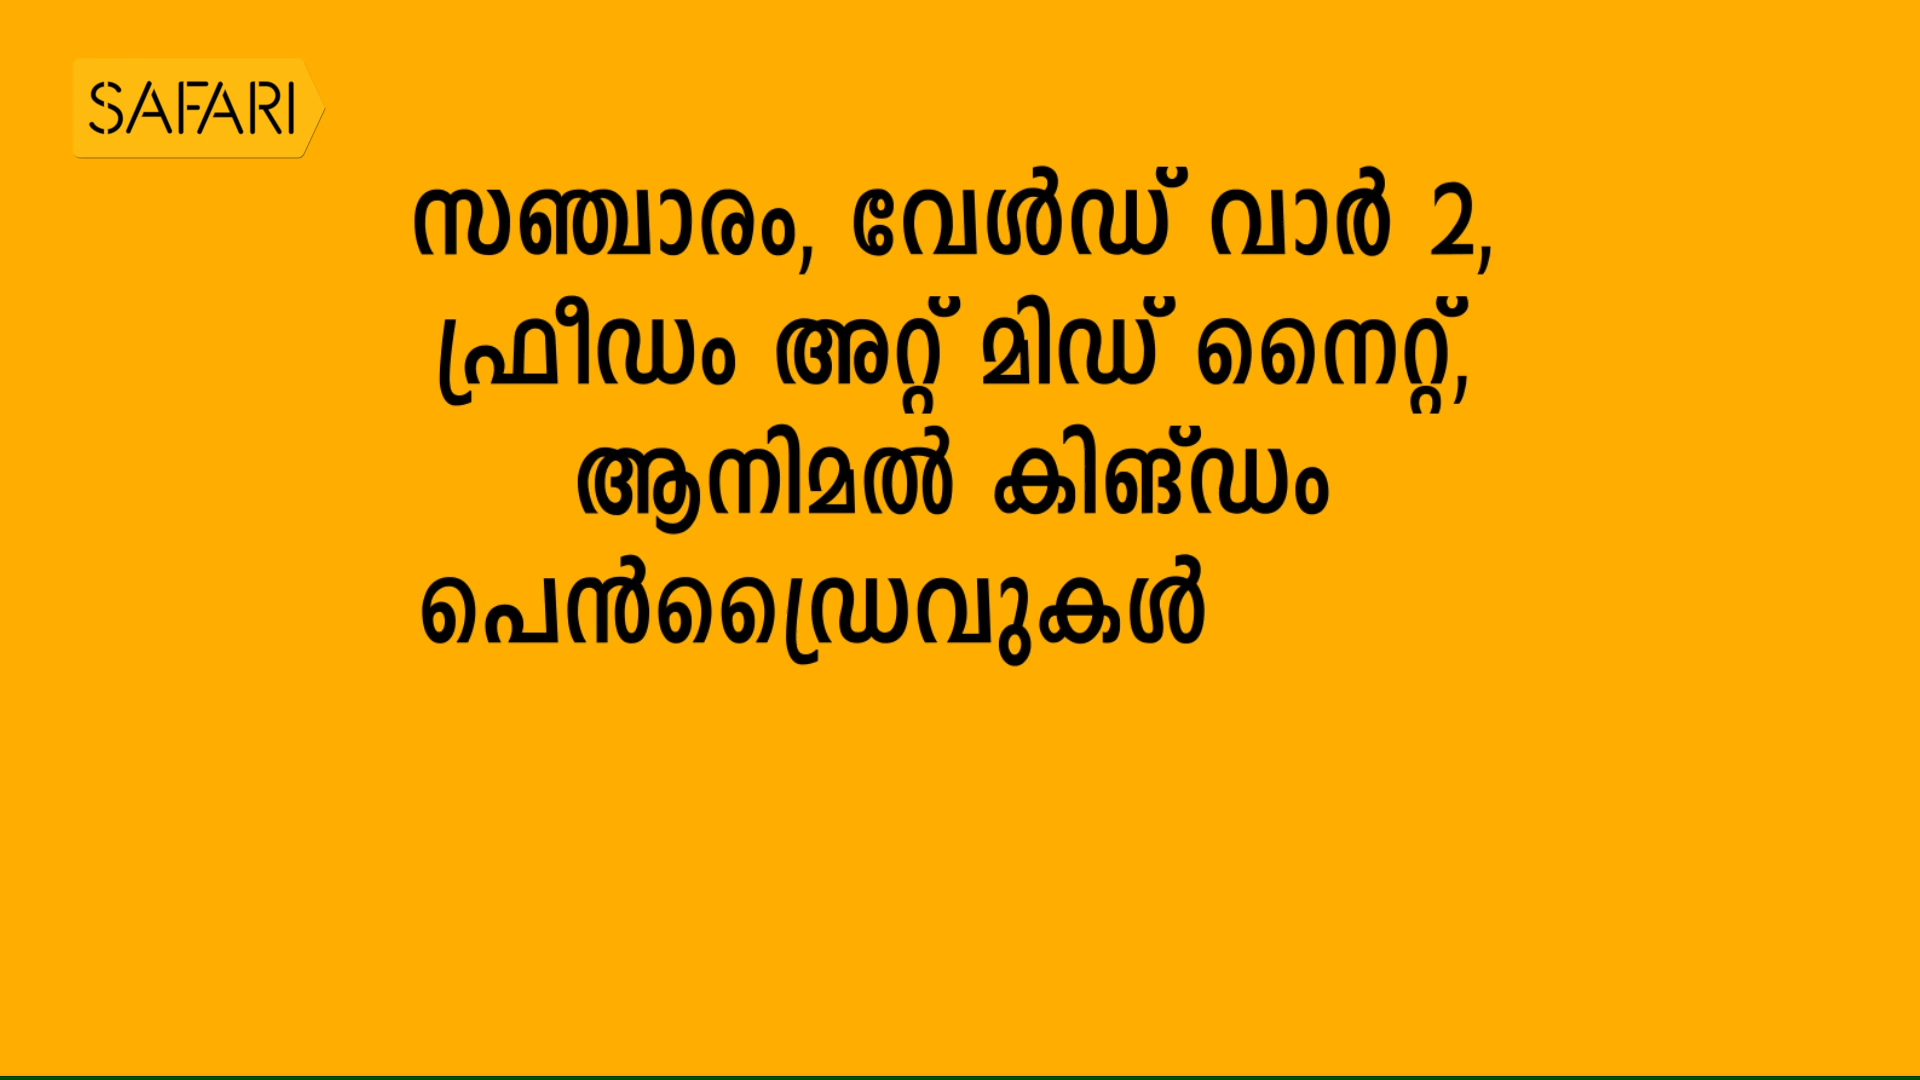 SAFARI
സഞ്ചാരം, വേൾഡ് വാർ 2,
ഫ്രീഡം അറ്റ് മിഡ് നൈറ്റ്,
ആനിമൽ കിങ്ഡം
പെൻഡ്രൈവുകൾ